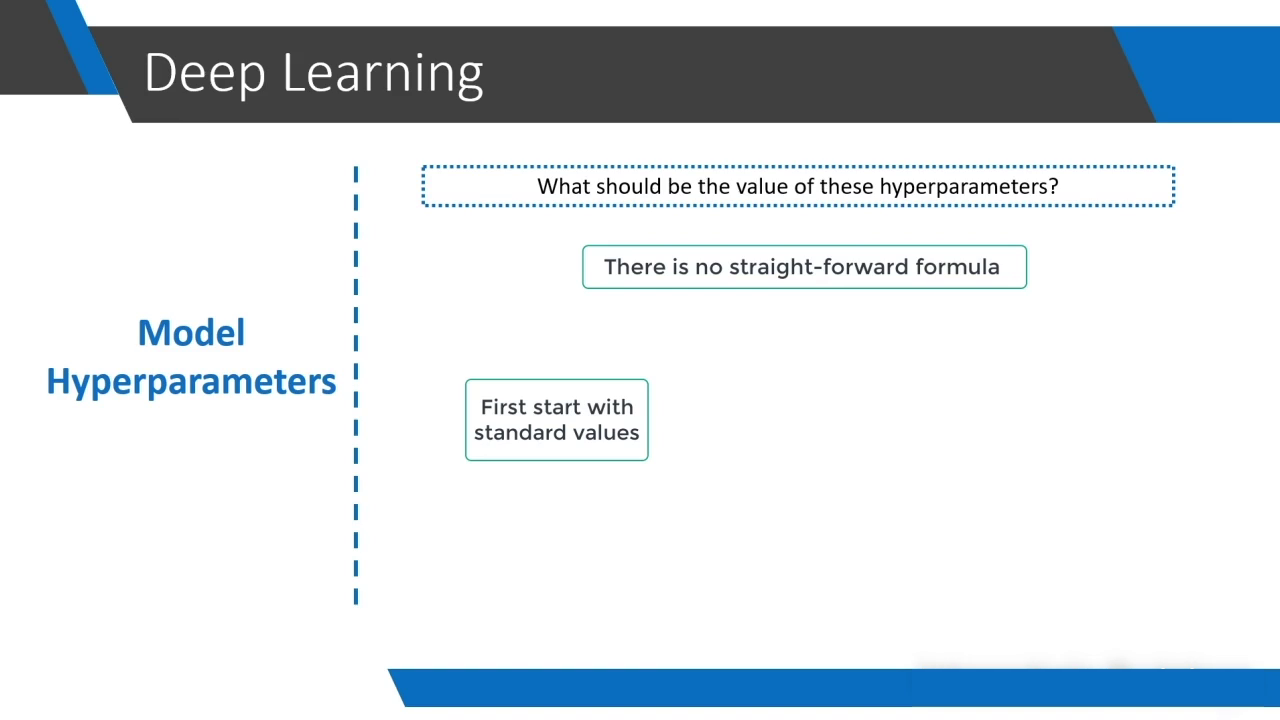 Deep Learning
What should be the value of these hyperparameters?
There is no straight-forward formula
Model
Hyperparameters
First start with
standard values